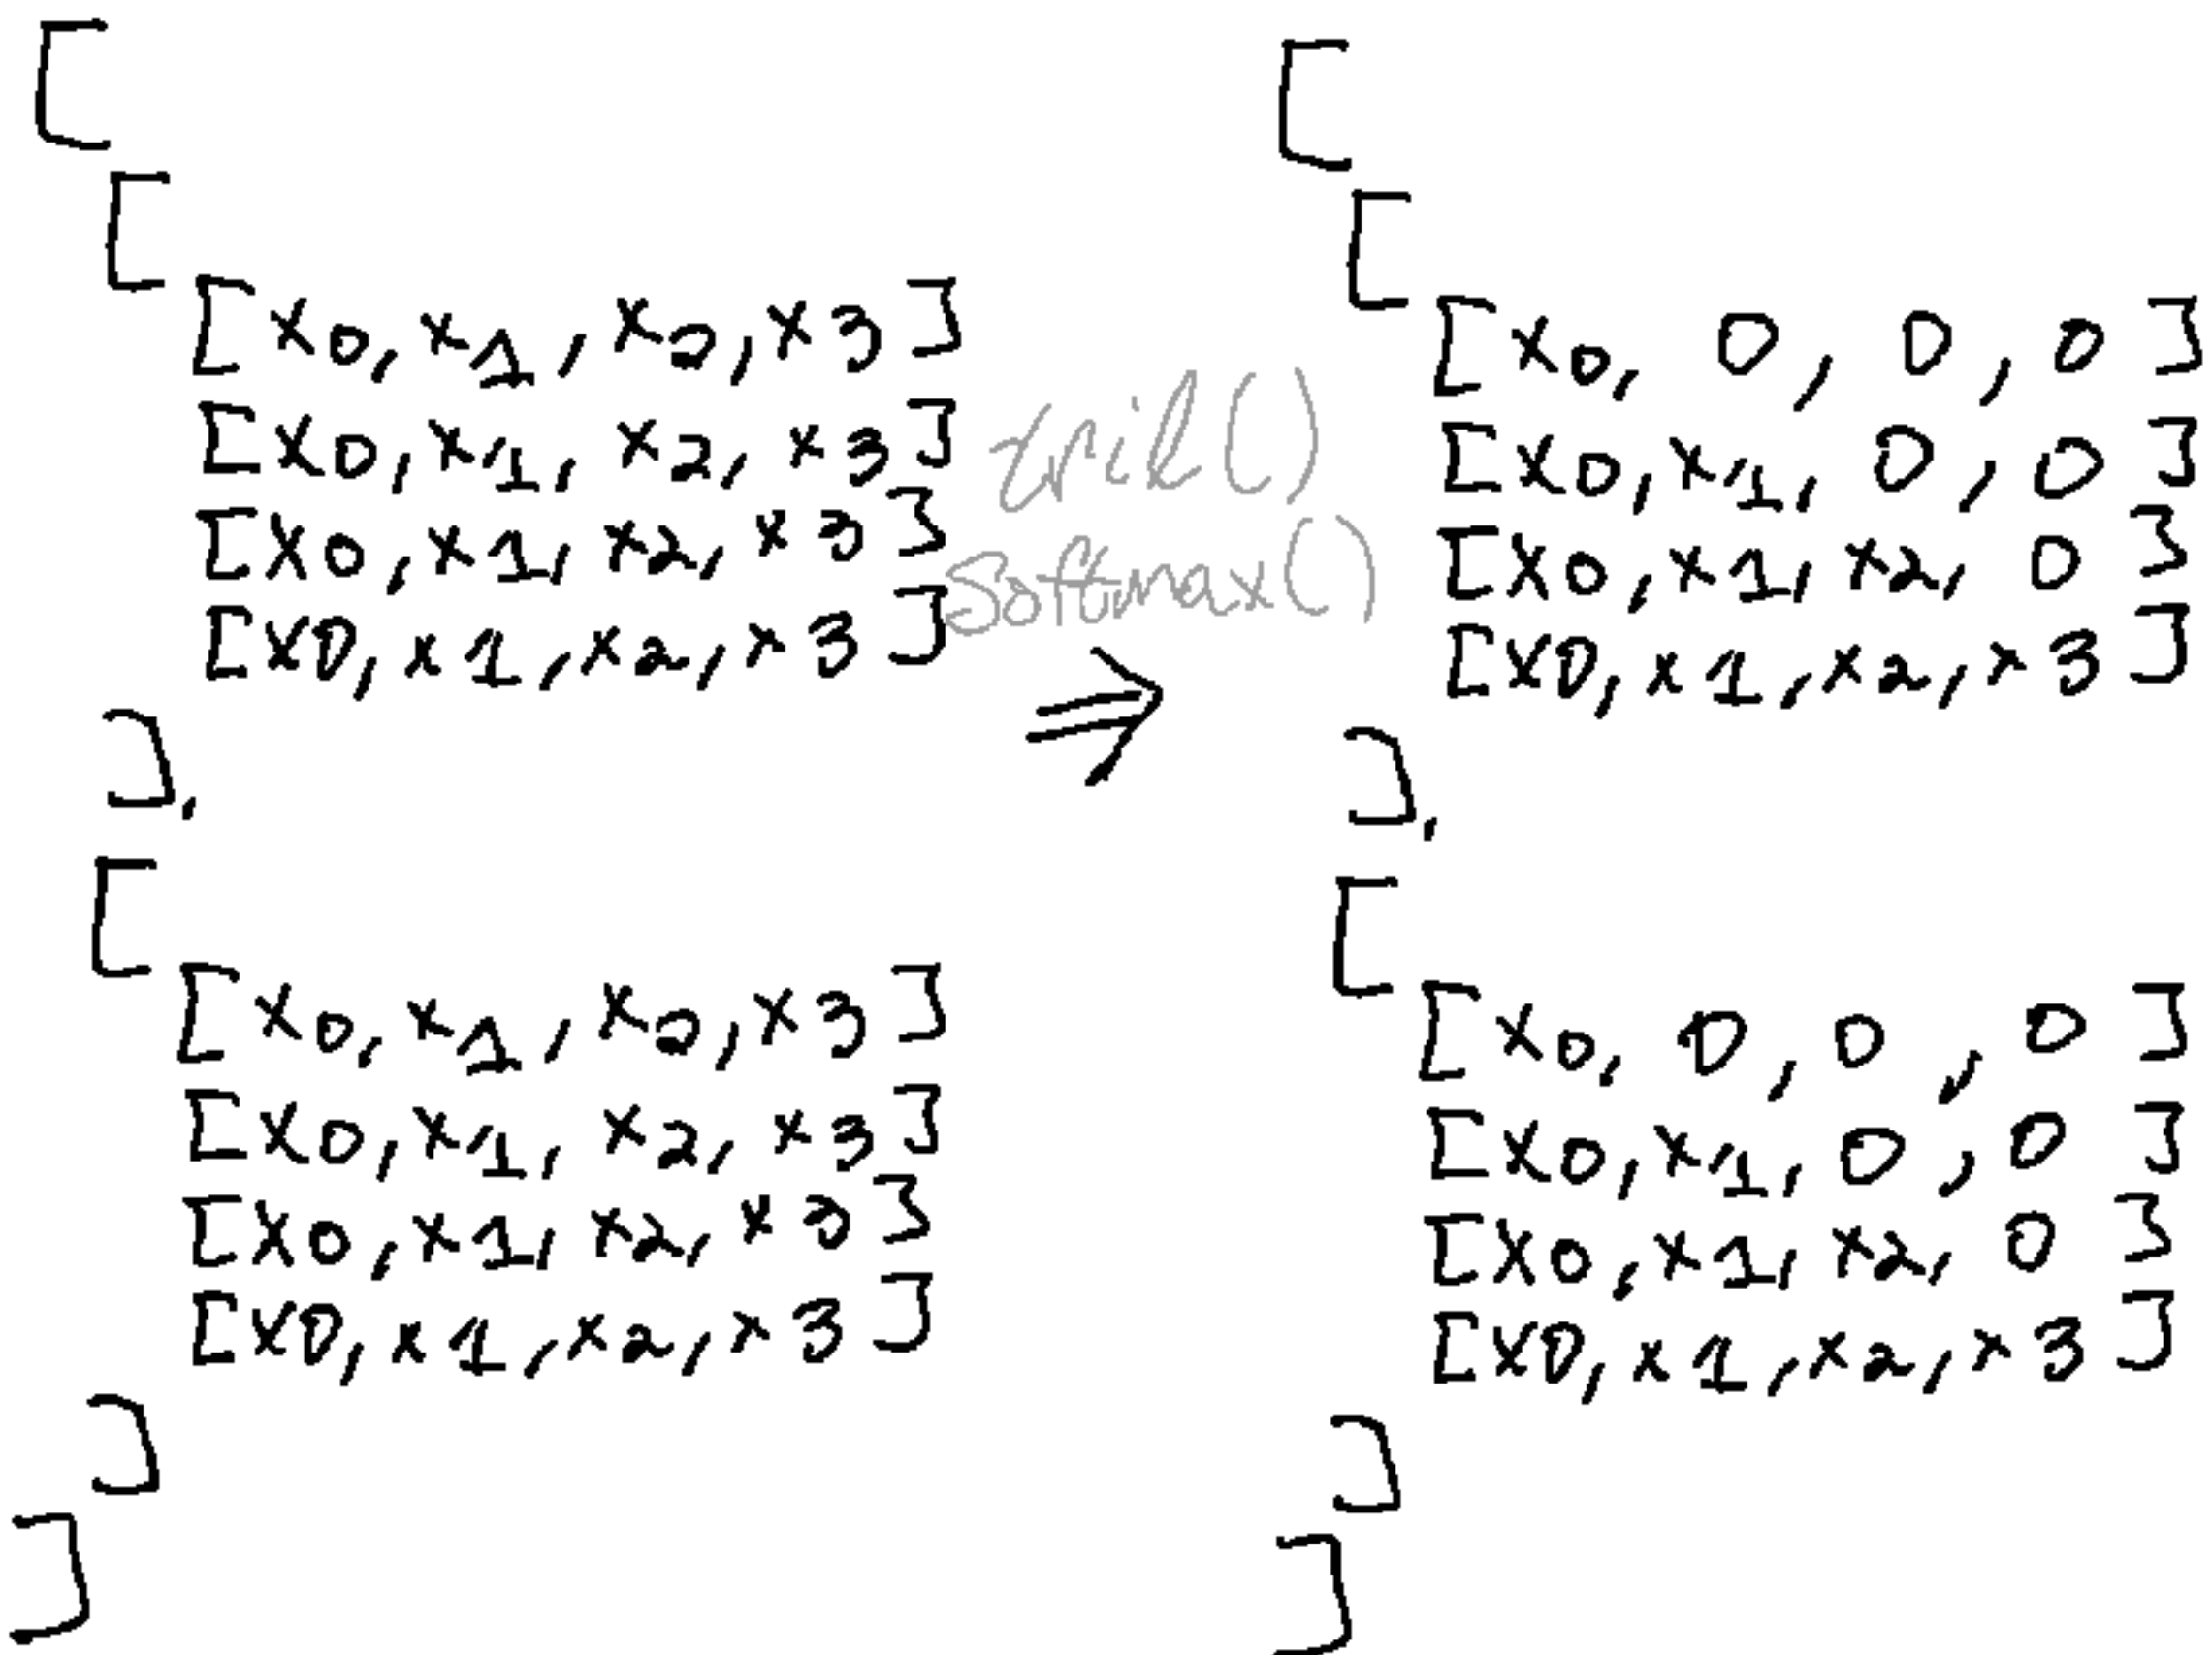 [
[
[x0, x1, x2, x3]
[x0, x1, x2, x3]
[x0, x1, x2, x3]
[x0, x1, x2, x3]
],
[
[x0, x1, x2, x3]
[x0, x1, x2, x3]
[x0, x1, x2, x3]
[x0, x1, x2, x3]
]
]
tril()
Softmax()
⇒
[
[
[x0, 0, 0, 0]
[x0, x1, 0, 0]
[x0, x1, x2, 0]
[x0, x1, x2, x3]
],
[
[x0, 0, 0, 0]
[x0, x1, 0, 0]
[x0, x1, x2, 0]
[x0, x1, x2, x3]
]
]